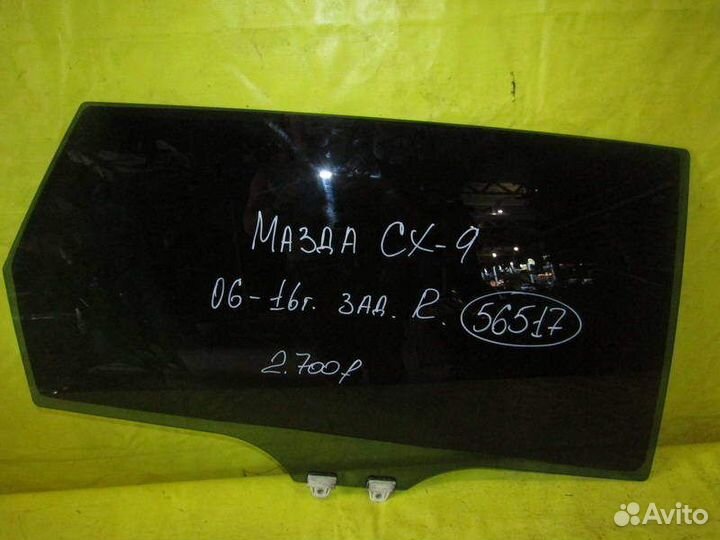 МАЗДА СХ-9
06-16г. ЗАД. R. 56517
2.700р
Avito